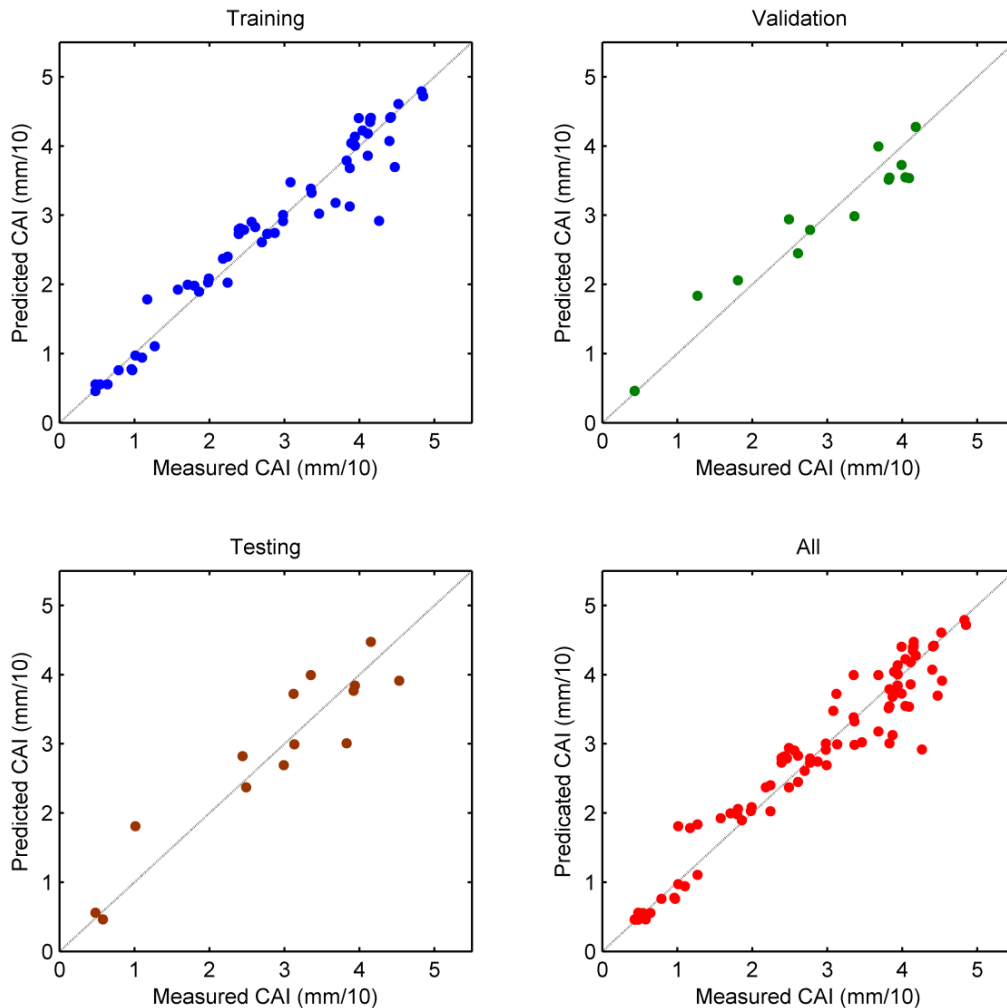 Training
5
4
3
2
1
0
0 1 2 3 4 5
Predicted CAI (mm/10)
Measured CAI (mm/10)
Validation
5
4
3
2
1
0
0 1 2 3 4 5
Predicted CAI (mm/10)
Measured CAI (mm/10)
Testing
5
4
3
2
1
0
0 1 2 3 4 5
Predicted CAI (mm/10)
Measured CAI (mm/10)
All
5
4
3
2
1
0
0 1 2 3 4 5
Predicated CAI (mm/10)
Measured CAI (mm/10)